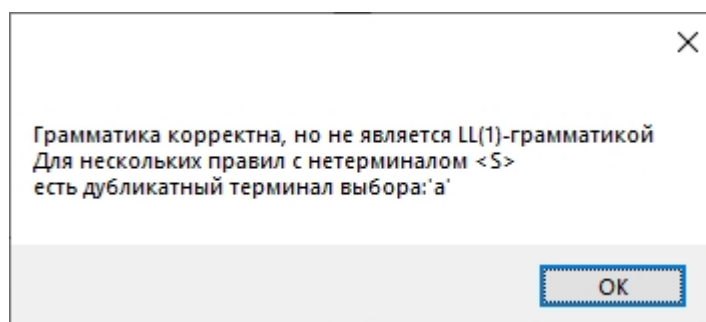 Грамматика корректна, но не является LL(1)-грамматикой
Для нескольких правил с нетерминалом <S>
есть дубликатный терминал выбора:'a'
OK